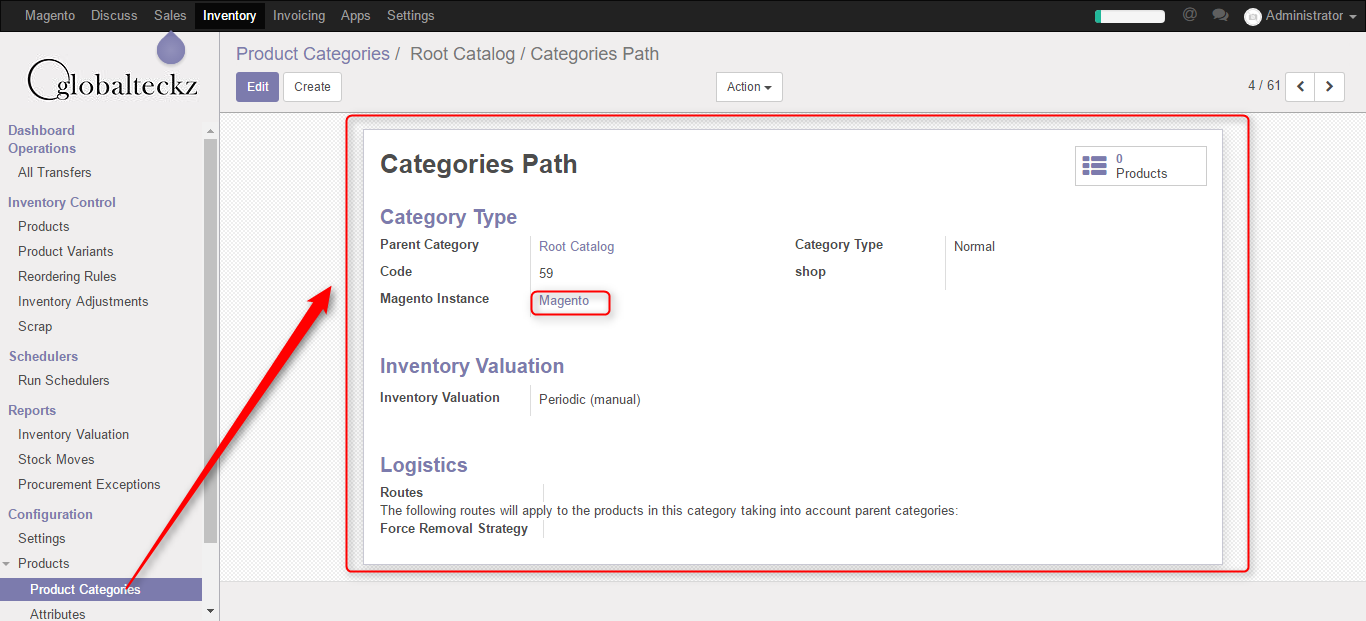 Magento Discuss Sales Inventory Invoicing Apps Settings @ Administrator
globalteckz
Product Categories / Root Catalog / Categories Path
Edit Create Action 4 / 61
Dashboard
Operations
All Transfers
Inventory Control
Products
Product Variants
Reordering Rules
Inventory Adjustments
Scrap
Schedulers
Run Schedulers
Reports
Inventory Valuation
Stock Moves
Procurement Exceptions
Configuration
Settings
Products
Product Categories
Attributes
Categories Path
0
Products
Category Type
Parent Category Root Catalog Category Type Normal
Code 59 shop
Magento Instance Magento
Inventory Valuation
Inventory Valuation Periodic (manual)
Logistics
Routes
The following routes will apply to the products in this category taking into account parent categories:
Force Removal Strategy